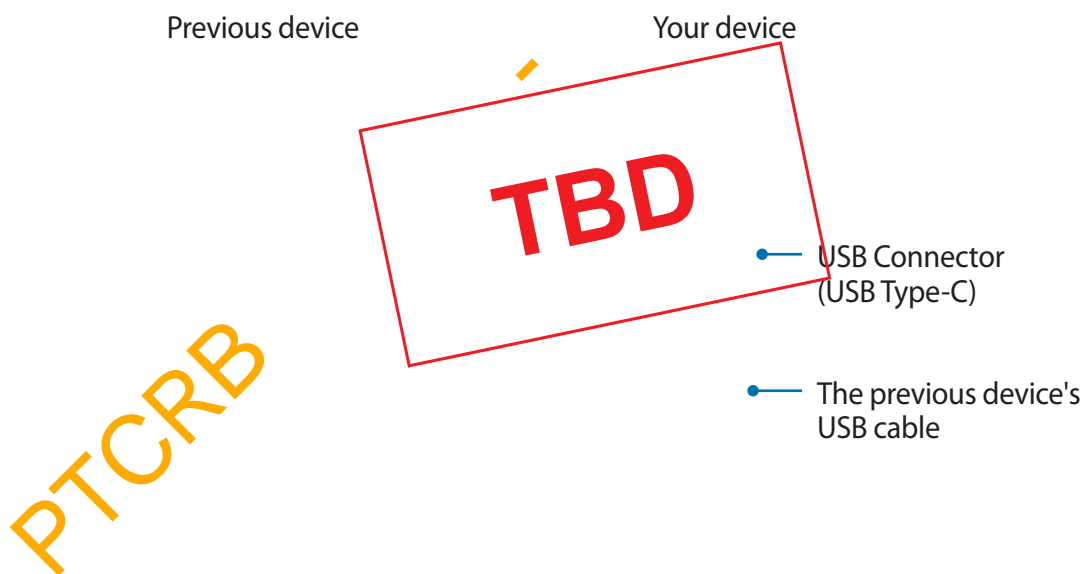 Previous device
Your device
TBD
USB Connector
(USB Type-C)
The previous device's
USB cable
PTCRB
-